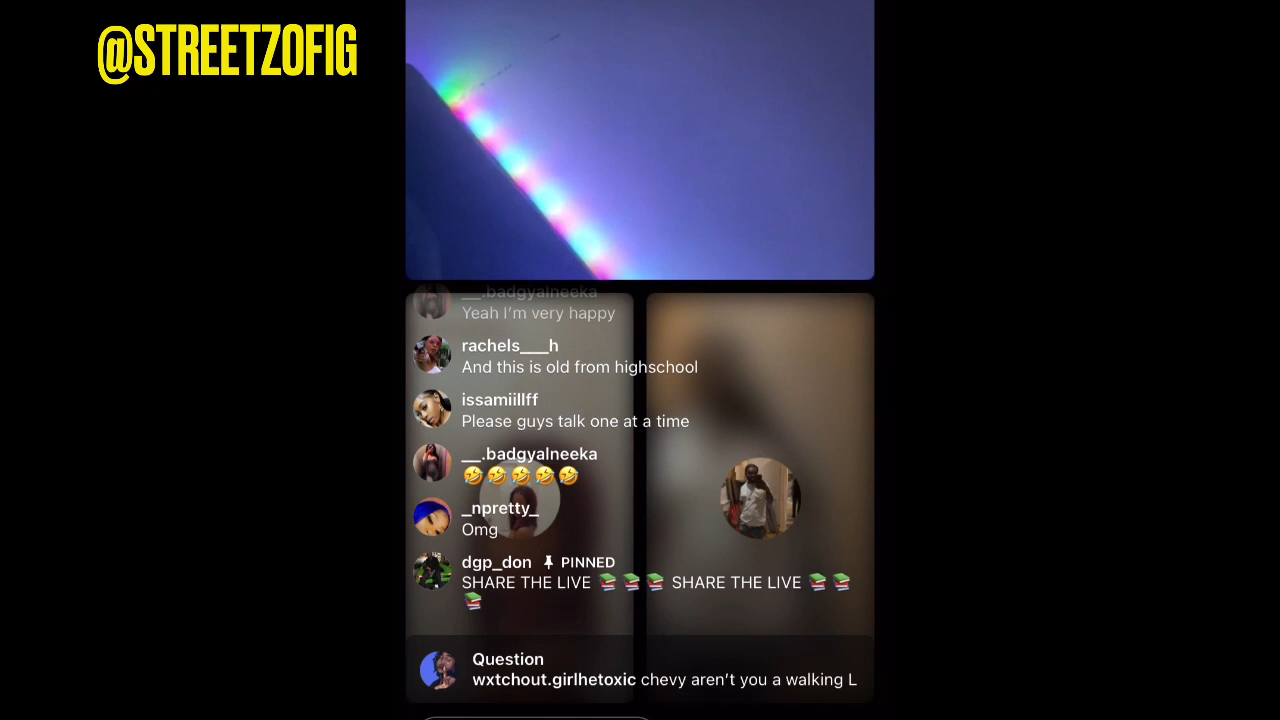 @STREETZOFIG
__.badgyalneeka
Yeah I'm very happy
rachels___h
And this is old from highschool
issamiillff
Please guys talk one at a time
__.badgyalneeka
🤣🤣🤣🤣🤣
_npretty_
Omg
dgp_don PINNED
SHARE THE LIVE 📚📚📚 SHARE THE LIVE 📚📚
📚
Question
wxtchout.girlhetoxic chevy aren't you a walking L